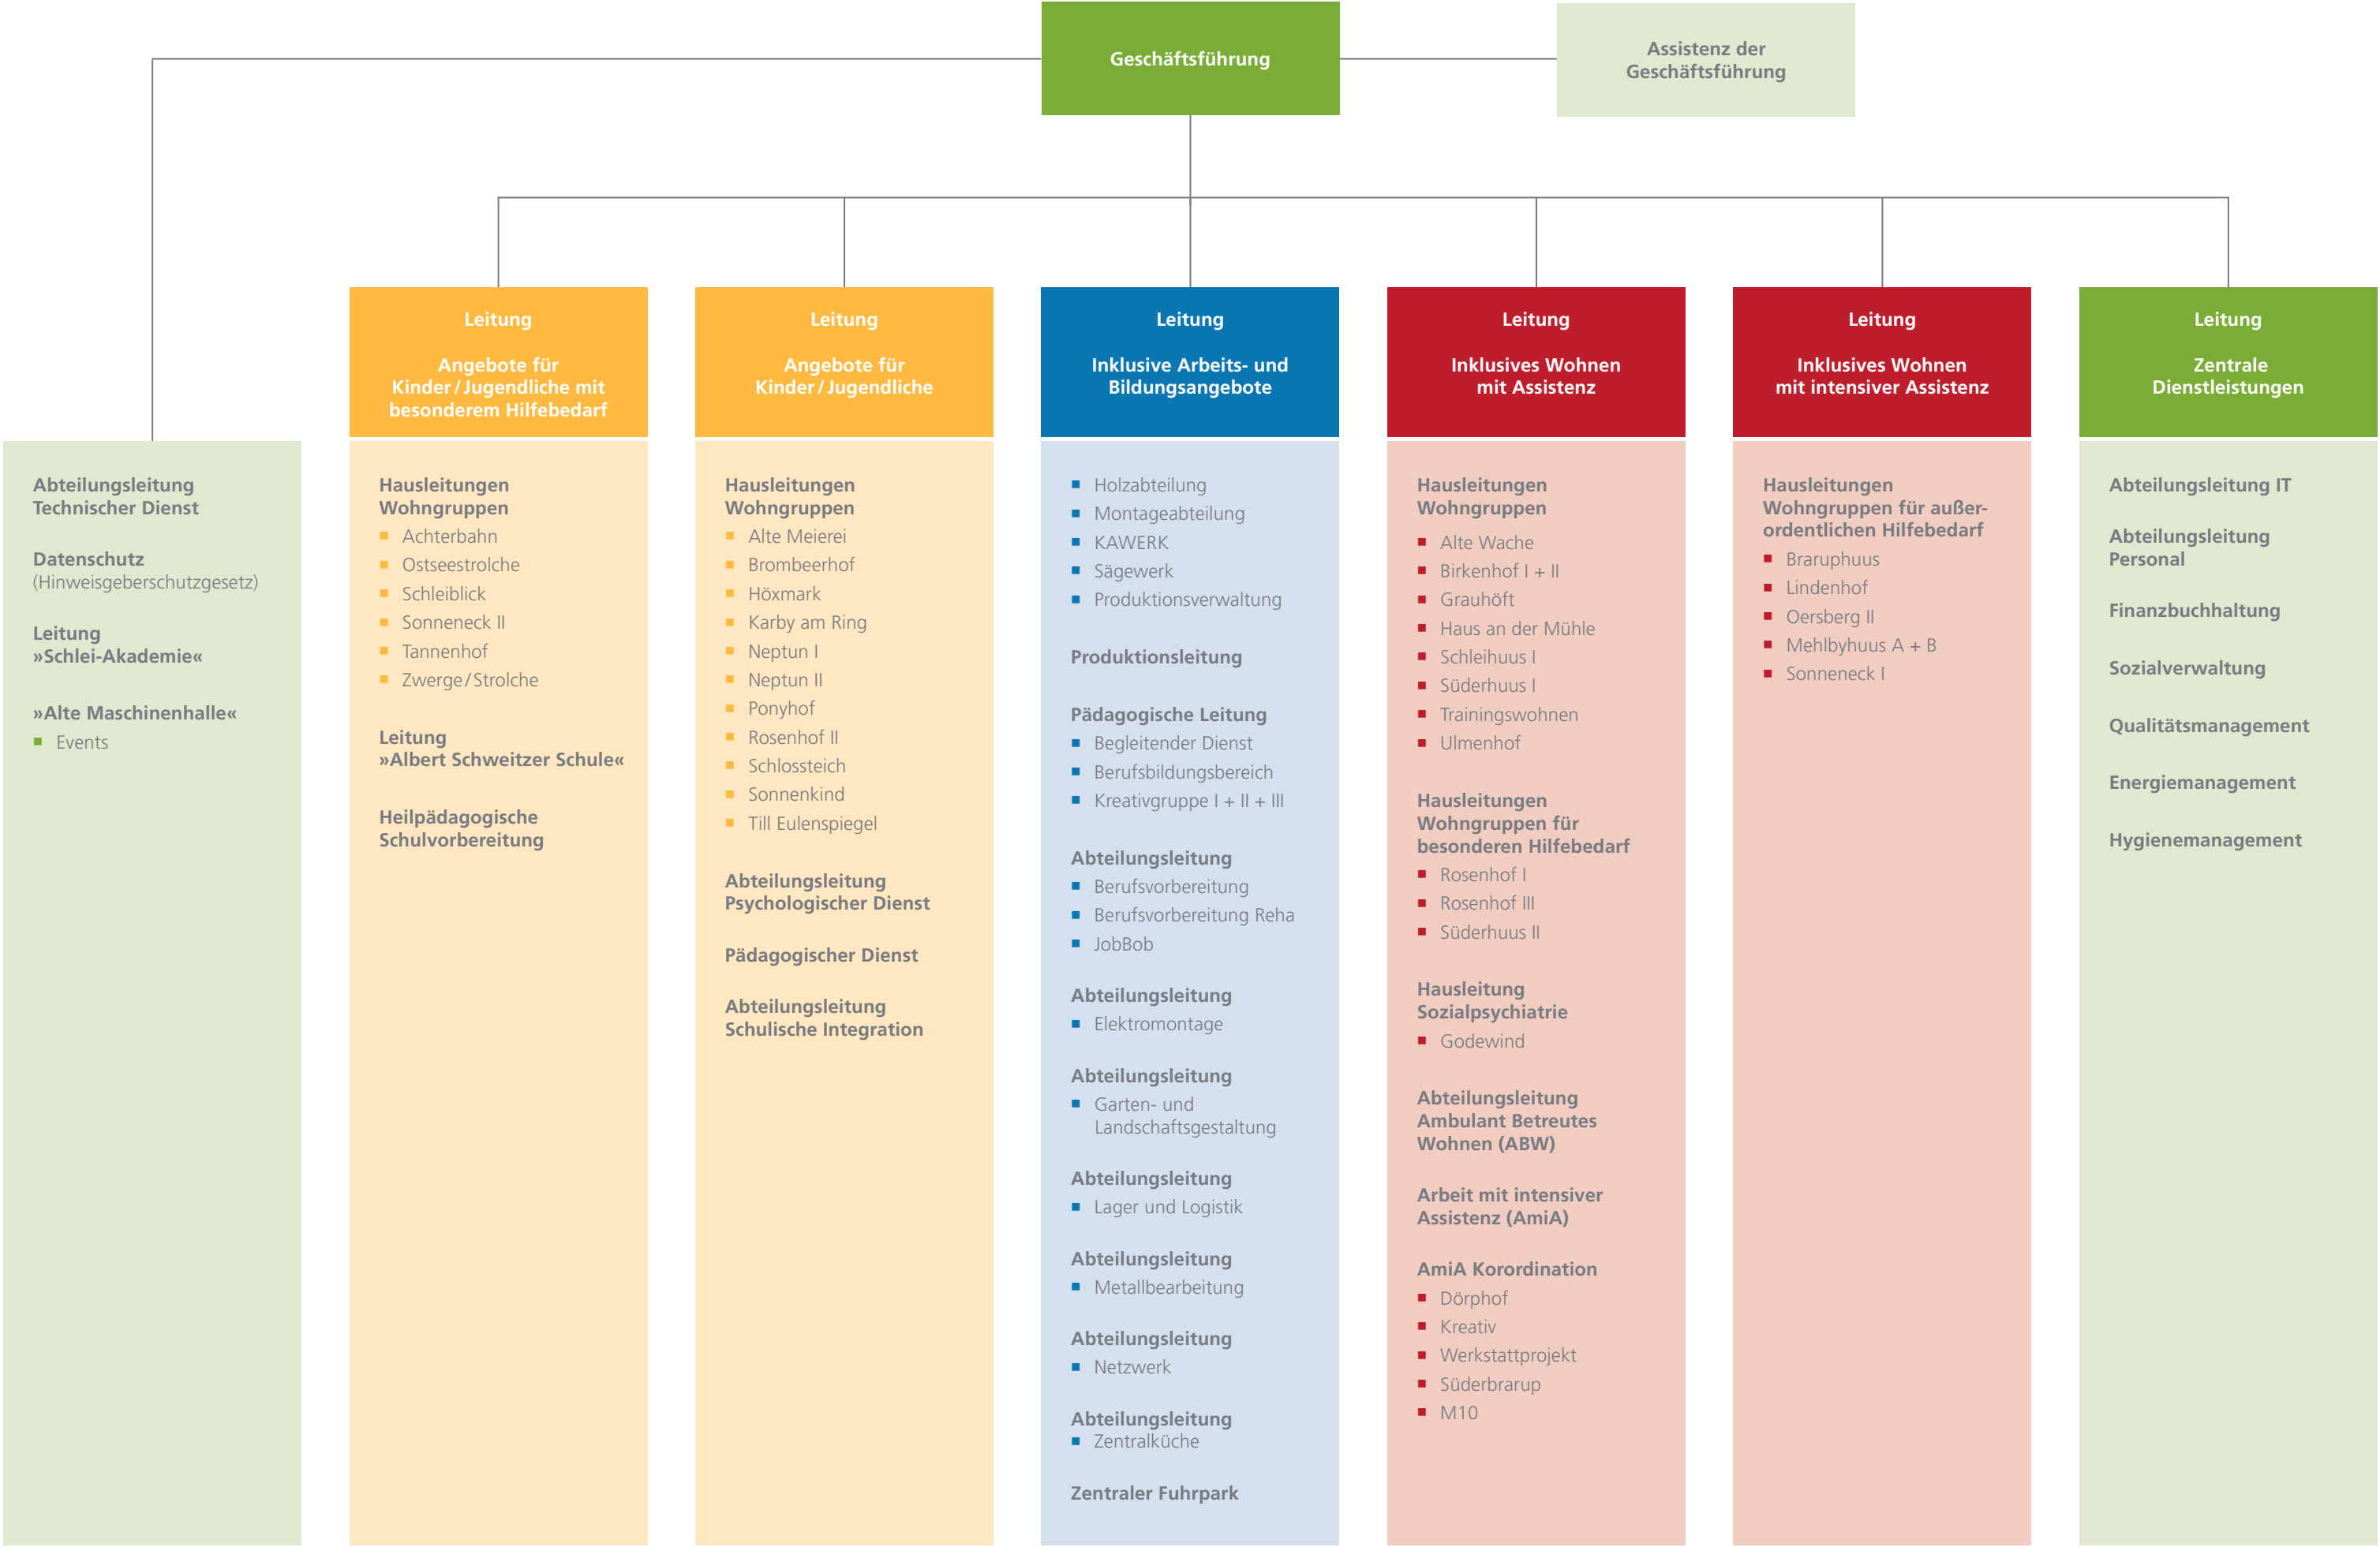 Geschäftsführung
Assistenz der
Geschäftsführung
Abteilungsleitung
Technischer Dienst
Datenschutz
(Hinweisgeberschutzgesetz)
Leitung
»Schlei-Akademie«
»Alte Maschinenhalle«
Events
Leitung
Angebote für
Kinder/Jugendliche mit
besonderem Hilfebedarf
Hausleitungen
Wohngruppen
Achterbahn
Ostseestrolche
Schleiblick
Sonneneck II
Tannenhof
Zwerge/Strolche
Leitung
»Albert Schweitzer Schule«
Heilpädagogische
Schulvorbereitung
Leitung
Angebote für
Kinder/Jugendliche
Hausleitungen
Wohngruppen
Alte Meierei
Brombeerhof
Höxmark
Karby am Ring
Neptun I
Neptun II
Ponyhof
Rosenhof II
Schlossteich
Sonnenkind
Till Eulenspiegel
Abteilungsleitung
Psychologischer Dienst
Pädagogischer Dienst
Abteilungsleitung
Schulische Integration
Leitung
Inklusive Arbeits- und
Bildungsangebote
Holzabteilung
Montageabteilung
KAWERK
Sägewerk
Produktionsverwaltung
Produktionsleitung
Pädagogische Leitung
Begleitender Dienst
Berufsbildungsbereich
Kreativgruppe I + II + III
Abteilungsleitung
Berufsvorbereitung
Berufsvorbereitung Reha
JobBob
Abteilungsleitung
Elektromontage
Abteilungsleitung
Garten- und
Landschaftsgestaltung
Abteilungsleitung
Lager und Logistik
Abteilungsleitung
Metallbearbeitung
Abteilungsleitung
Netzwerk
Abteilungsleitung
Zentralküche
Zentraler Fuhrpark
Leitung
Inklusives Wohnen
mit Assistenz
Hausleitungen
Wohngruppen
Alte Wache
Birkenhof I + II
Grauhöft
Haus an der Mühle
Schleihuus I
Süderhuus I
Trainingswohnen
Ulmenhof
Hausleitungen
Wohngruppen für
besonderen Hilfebedarf
Rosenhof I
Rosenhof III
Süderhuus II
Hausleitung
Sozialpsychiatrie
Godewind
Abteilungsleitung
Ambulant Betreutes
Wohnen (ABW)
Arbeit mit intensiver
Assistenz (AmiA)
AmiA Korordination
Dörphof
Kreativ
Werkstattprojekt
Süderbrarup
M10
Leitung
Inklusives Wohnen
mit intensiver Assistenz
Hausleitungen
Wohngruppen für außer-
ordentlichen Hilfebedarf
Braruphuus
Lindenhof
Oersberg II
Mehlbyhuus A + B
Sonneneck I
Leitung
Zentrale
Dienstleistungen
Abteilungsleitung IT
Abteilungsleitung
Personal
Finanzbuchhaltung
Sozialverwaltung
Qualitätsmanagement
Energiemanagement
Hygienemanagement